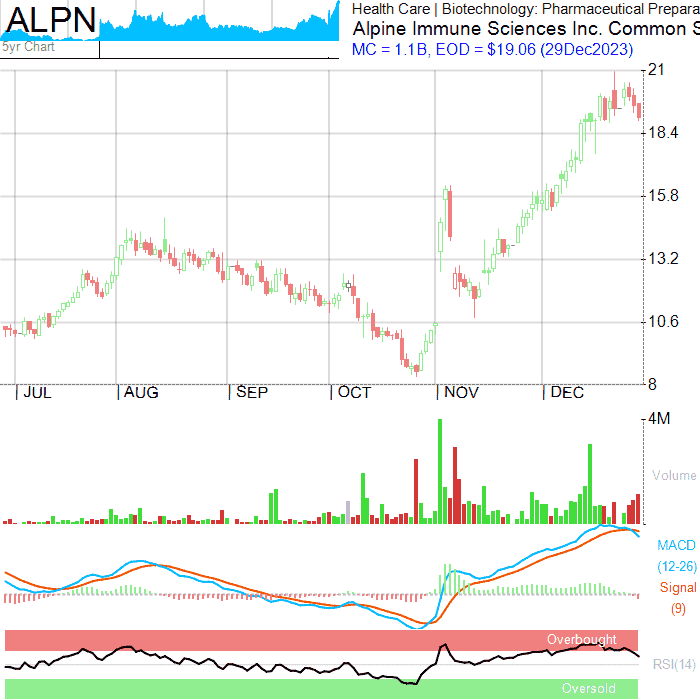 ALPN
5yr Chart
Health Care | Biotechnology: Pharmaceutical Prepara
Alpine Immune Sciences Inc. Common S
MC = 1.1B, EOD = $19.06 (29Dec2023)
21
18.4
15.8
13.2
10.6
8
JUL AUG SEP OCT NOV DEC
4M
Volume
MACD
(12-26)
Signal
(9)
Overbought
RSI(14)
Oversold